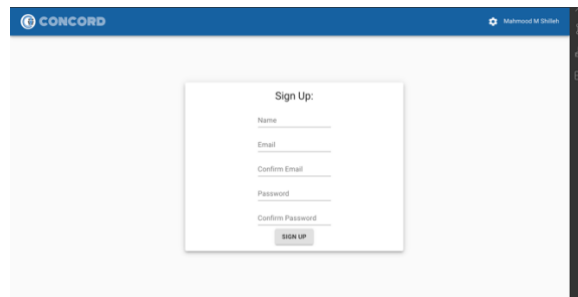 CONCORD
Mahmood M Shilleh
Sign Up:
Name
Email
Confirm Email
Password
Confirm Password
SIGN UP